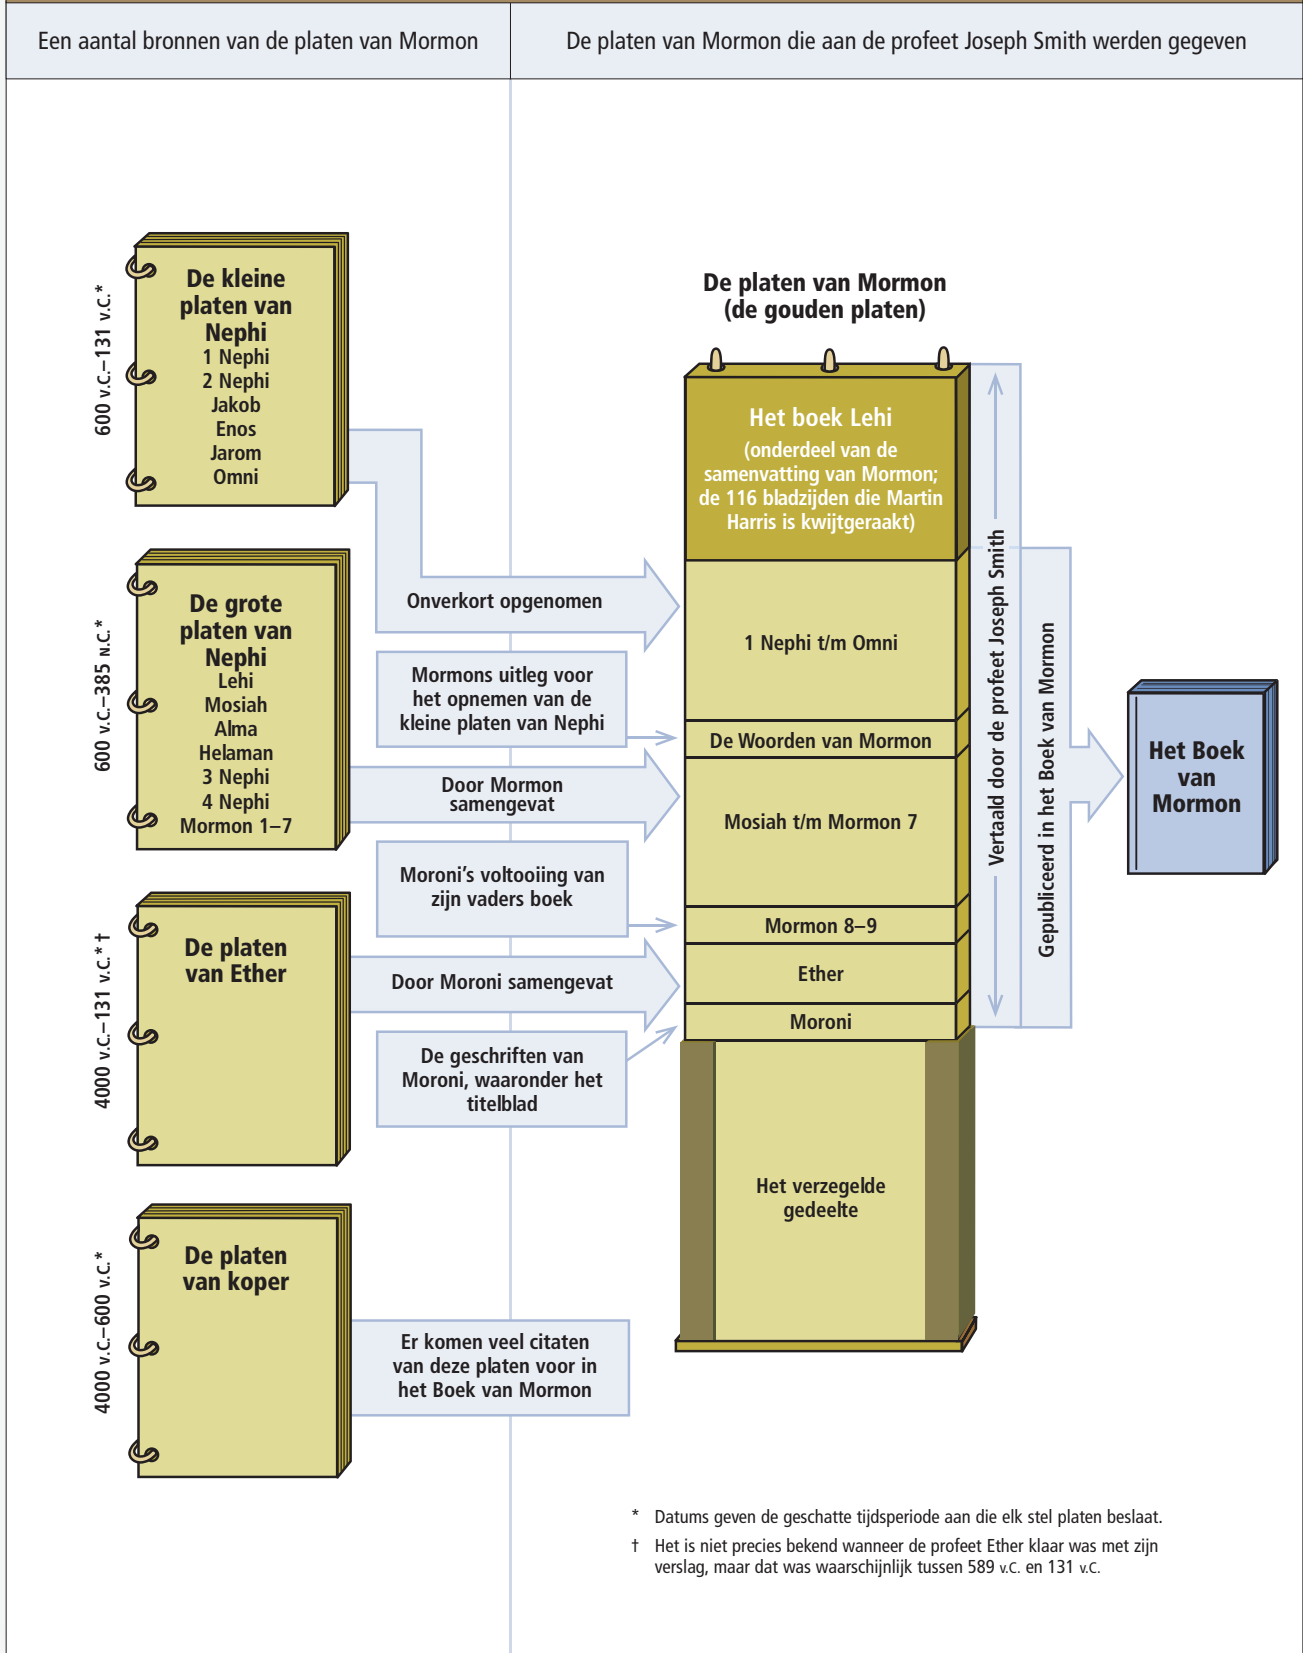 Een aantal bronnen van de platen van Mormon
De platen van Mormon die aan de profeet Joseph Smith werden gegeven
600 v.C.–131 v.C.*
De kleine
platen van
Nephi
1 Nephi
2 Nephi
Jakob
Enos
Jarom
Omni
600 v.C.–385 n.C.*
De grote
platen van
Nephi
Lehi
Mosiah
Alma
Helaman
3 Nephi
4 Nephi
Mormon 1–7
4000 v.C.–131 v.C.* †
De platen
van Ether
4000 v.C.–600 v.C.*
De platen
van koper
Onverkort opgenomen
Mormons uitleg voor
het opnemen van de
kleine platen van Nephi
Door Mormon
samengevat
Moroni’s voltooiing van
zijn vaders boek
Door Moroni samengevat
De geschriften van
Moroni, waaronder het
titelblad
Er komen veel citaten
van deze platen voor in
het Boek van Mormon
De platen van Mormon
(de gouden platen)
Het boek Lehi
(onderdeel van de
samenvatting van Mormon;
de 116 bladzijden die Martin
Harris is kwijtgeraakt)
1 Nephi t/m Omni
De Woorden van Mormon
Mosiah t/m Mormon 7
Mormon 8–9
Ether
Moroni
Het verzegelde
gedeelte
Vertaald door de profeet Joseph Smith
Gepubliceerd in het Boek van Mormon
Het Boek
van
Mormon
* Datums geven de geschatte tijdsperiode aan die elk stel platen beslaat.
† Het is niet precies bekend wanneer de profeet Ether klaar was met zijn
verslag, maar dat was waarschijnlijk tussen 589 v.C. en 131 v.C.